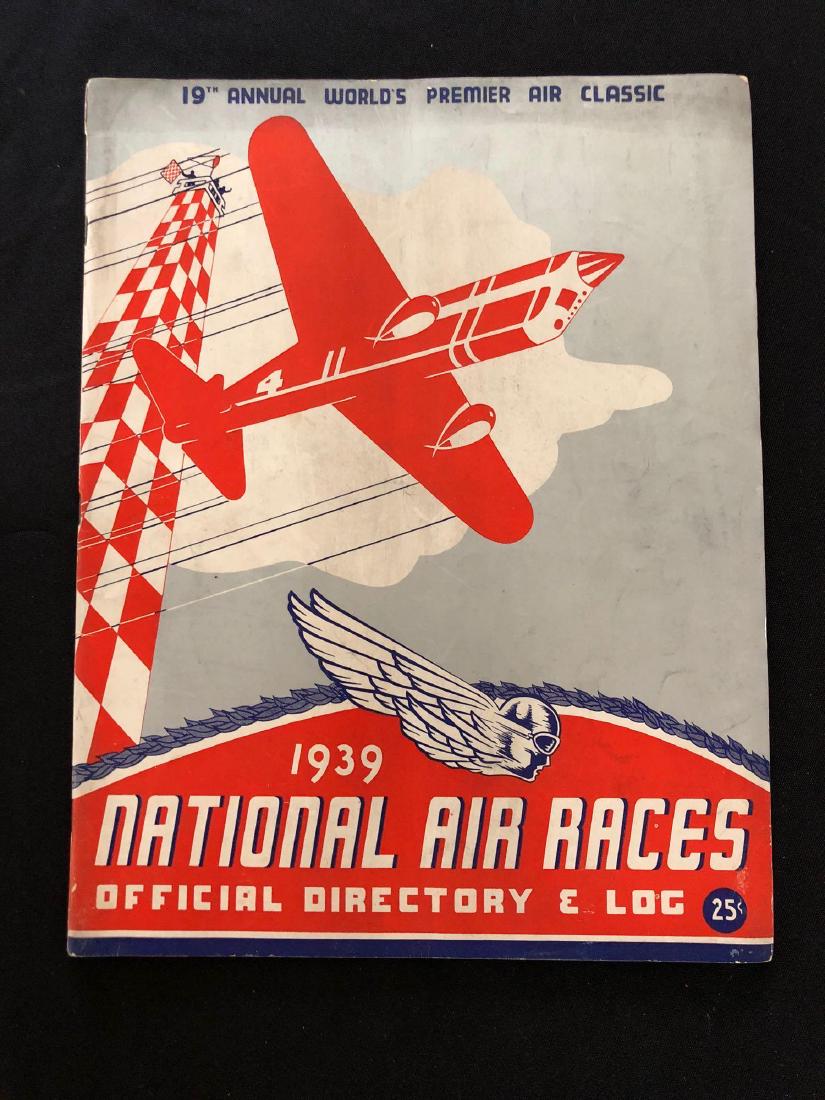 19TH ANNUAL WORLD'S PREMIER AIR CLASSIC
4
1939
NATIONAL AIR RACES
OFFICIAL DIRECTORY & LOG 25¢